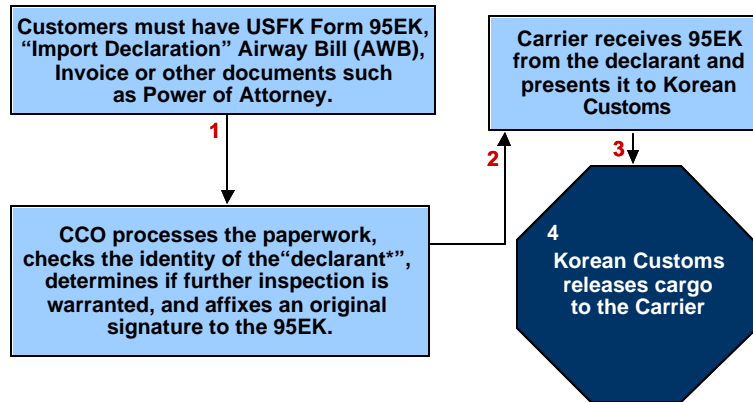 Customers must have USFK Form 95EK,
“Import Declaration” Airway Bill (AWB),
Invoice or other documents such
as Power of Attorney.
1
CCO processes the paperwork,
checks the identity of the“declarant*”,
determines if further inspection is
warranted, and affixes an original
signature to the 95EK.
2
Carrier receives 95EK
from the declarant and
presents it to Korean
Customs
3
4
Korean Customs
releases cargo
to the Carrier